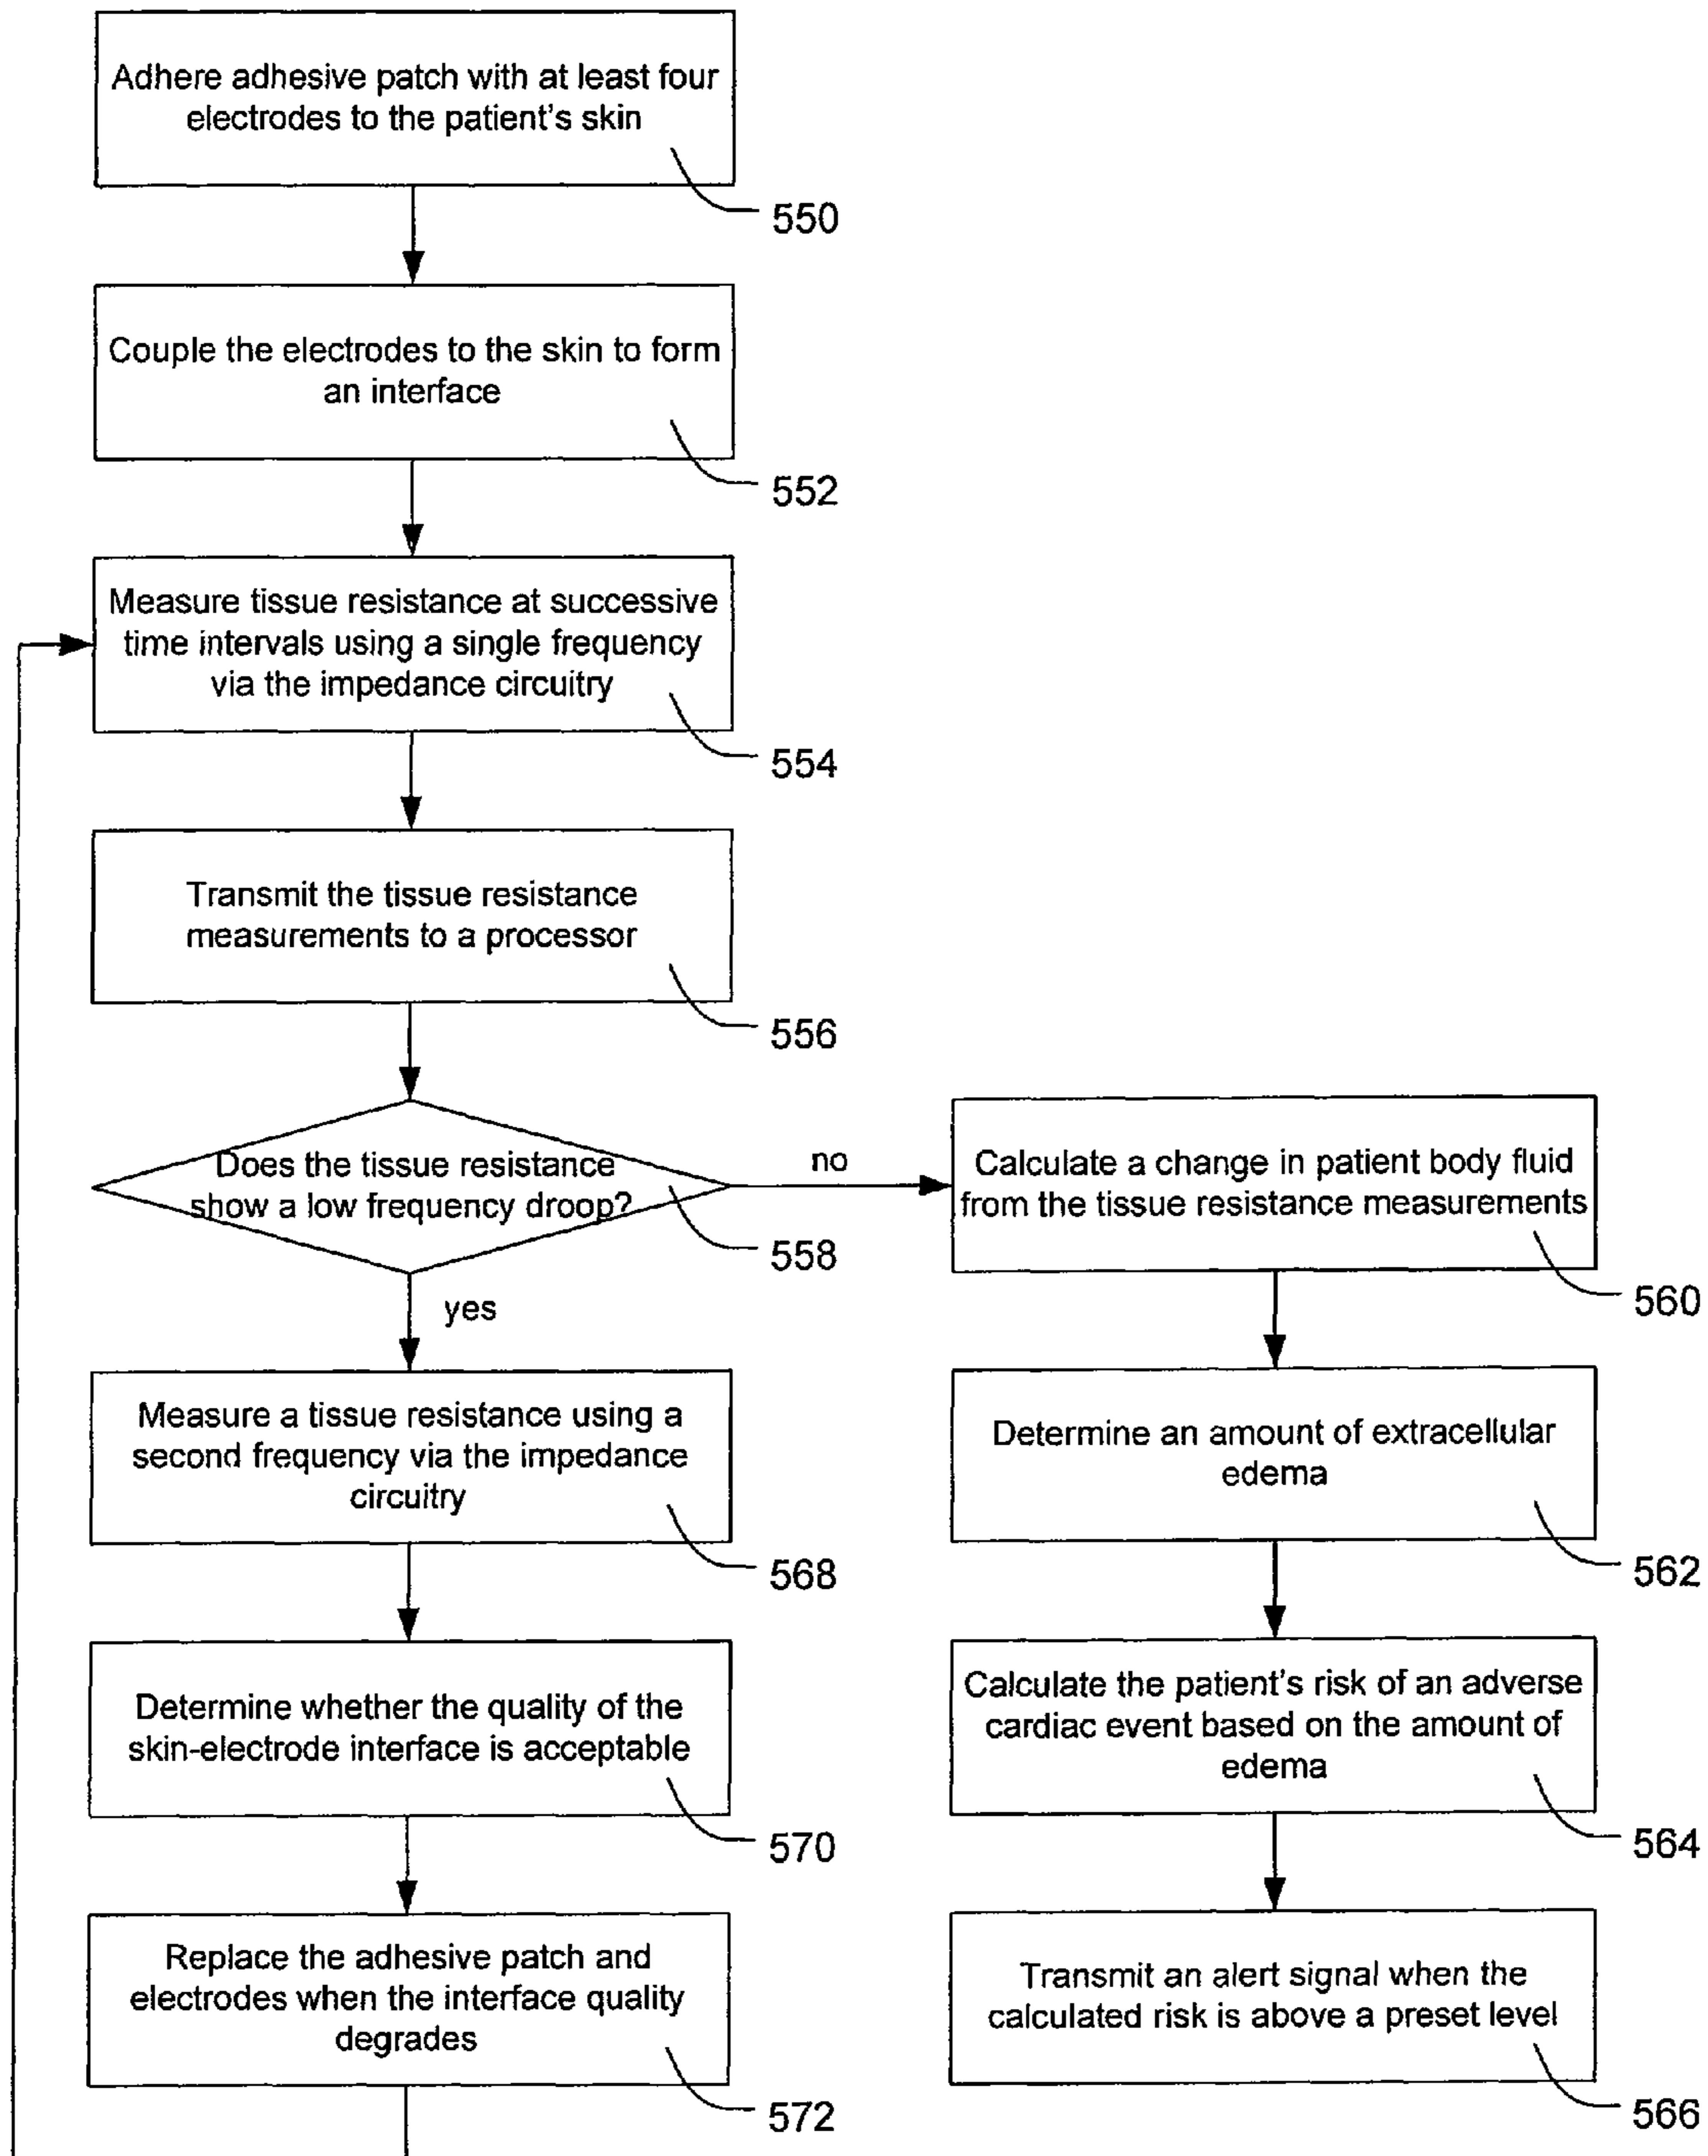 Adhere adhesive patch with at least four
electrodes to the patient's skin
550
Couple the electrodes to the skin to form
an interface
552
Measure tissue resistance at successive
time intervals using a single frequency
via the impedance circuitry
554
Transmit the tissue resistance
measurements to a processor
556
Does the tissue resistance
show a low frequency droop?
558
no
yes
Calculate a change in patient body fluid
from the tissue resistance measurements
560
Determine an amount of extracellular
edema
562
Calculate the patient's risk of an adverse
cardiac event based on the amount of
edema
564
Transmit an alert signal when the
calculated risk is above a preset level
566
Measure a tissue resistance using a
second frequency via the impedance
circuitry
568
Determine whether the quality of the
skin-electrode interface is acceptable
570
Replace the adhesive patch and
electrodes when the interface quality
degrades
572